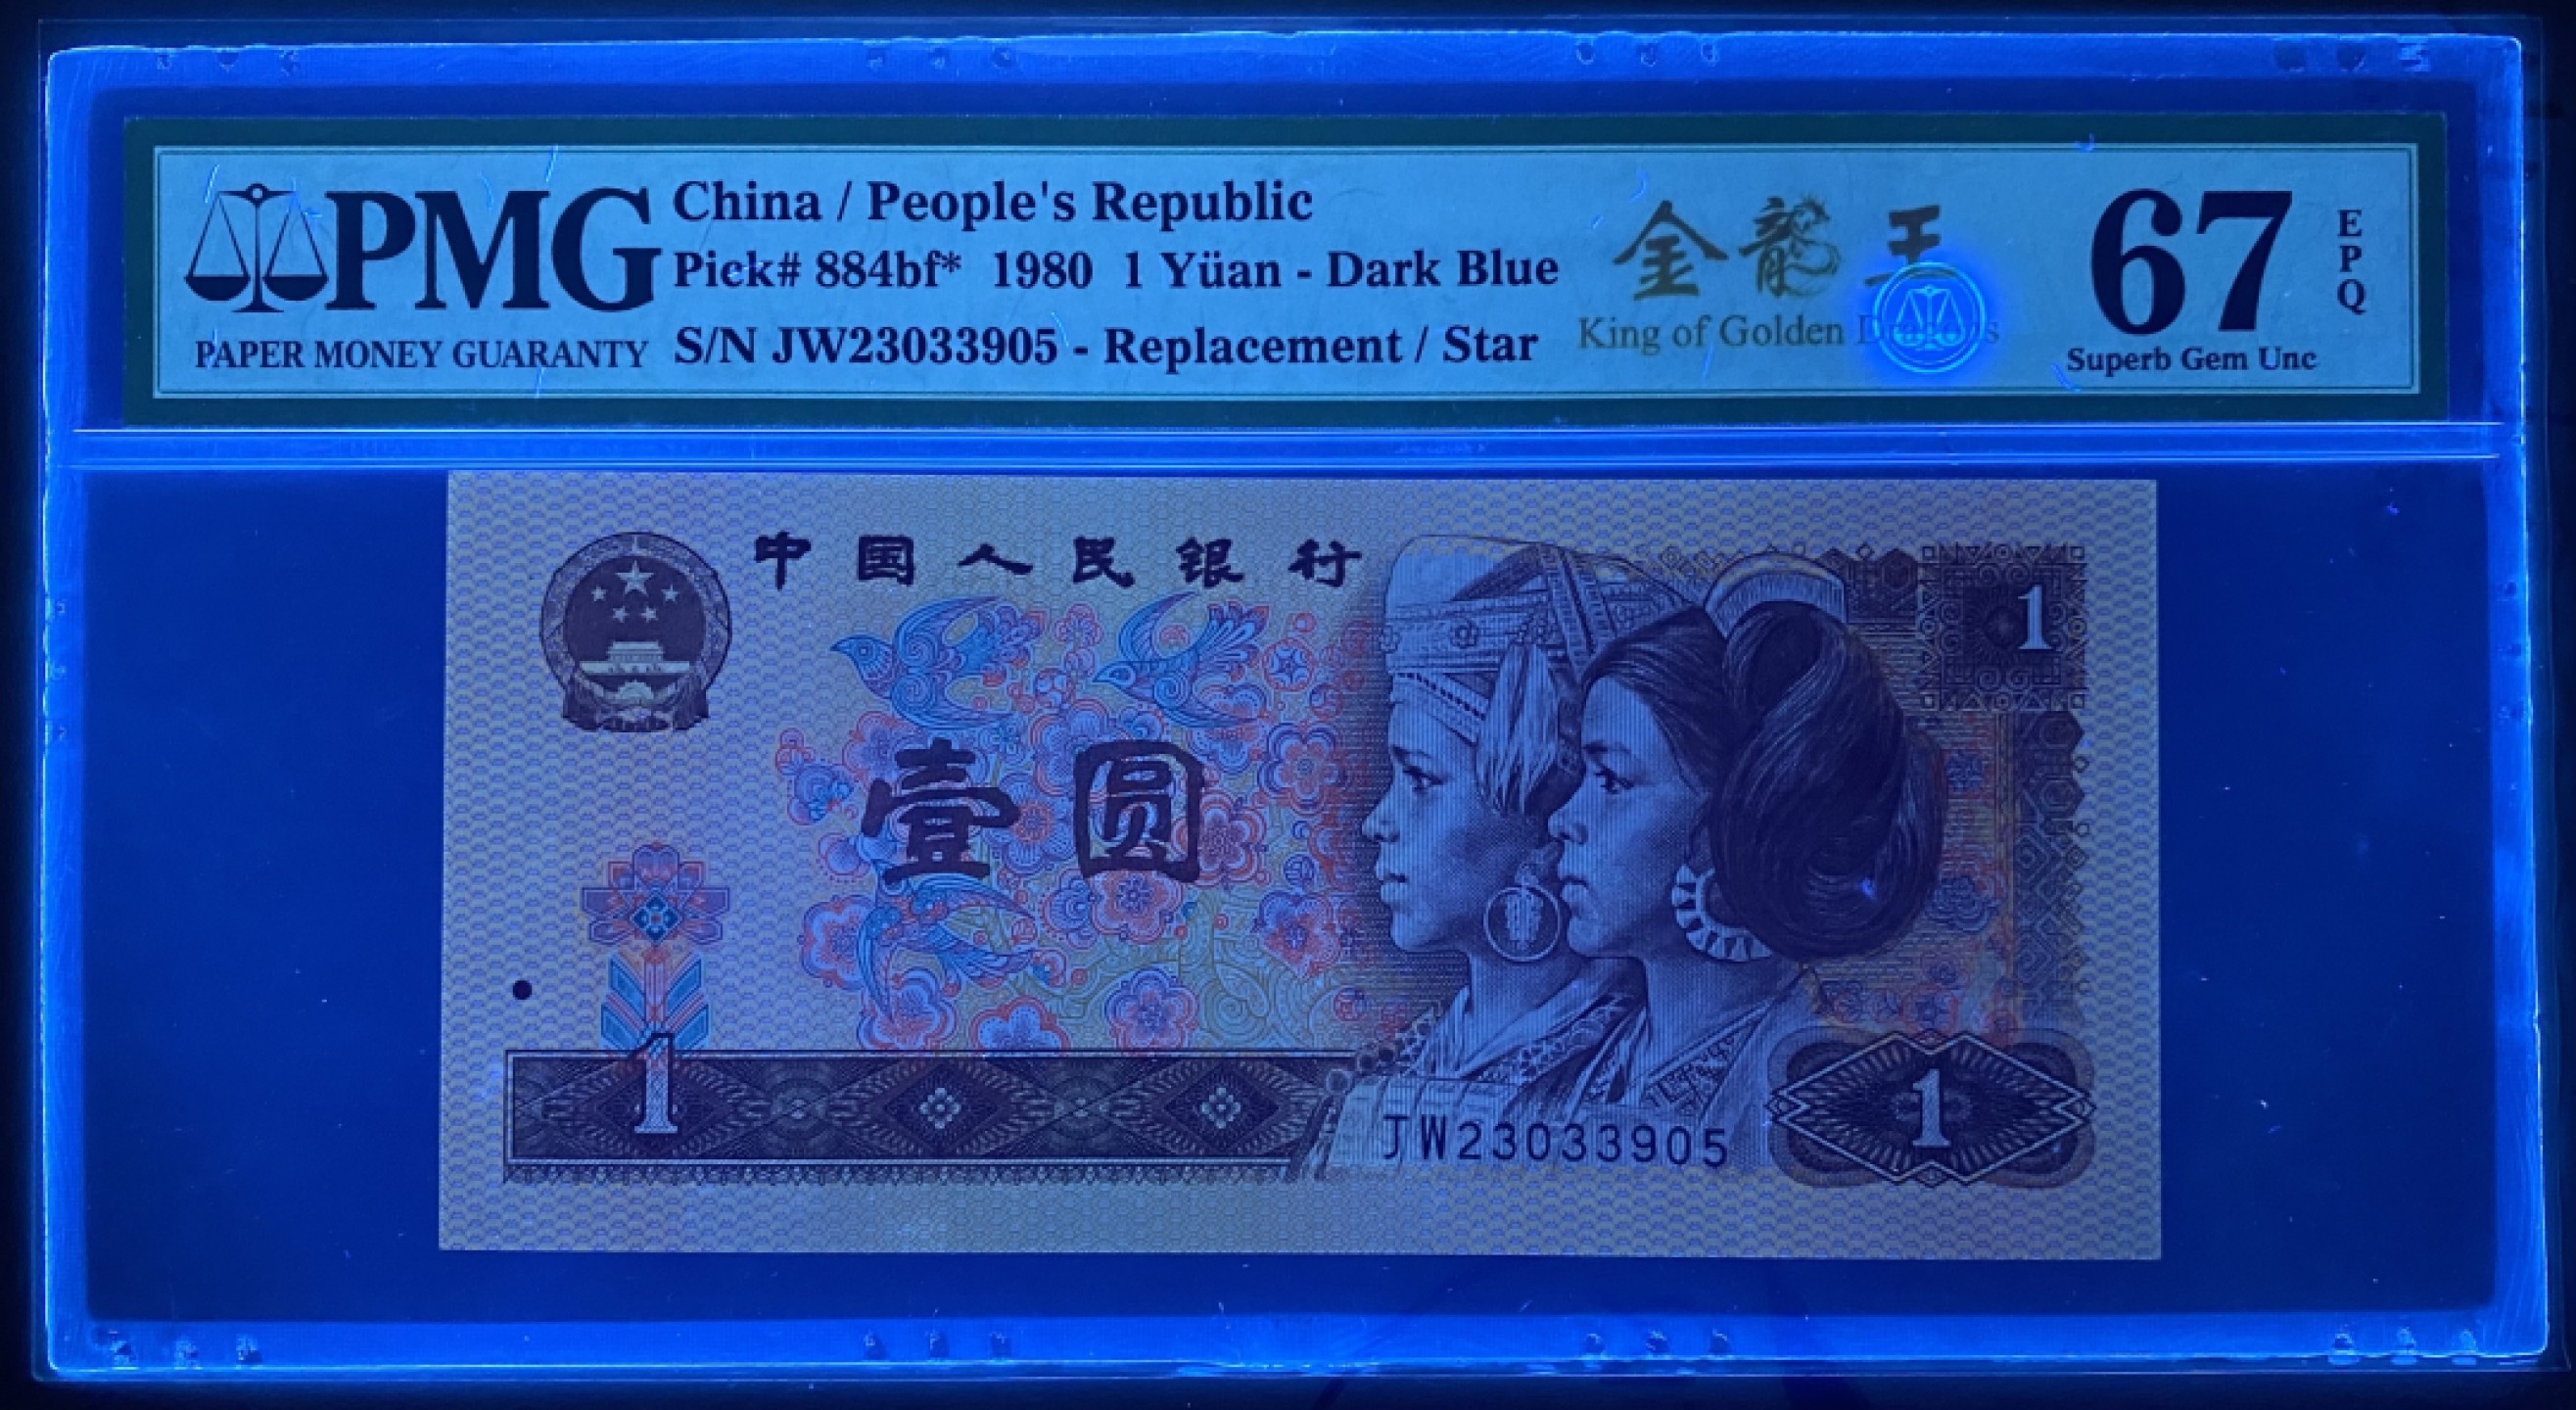 PMG
PAPER MONEY GUARANTY
China / People's Republic
Pick# 884bf* 1980 1 Yüan - Dark Blue
S/N JW23033905 - Replacement / Star
金龍王
King of Golden Dragons
67
EPQ
Superb Gem Unc
中国人民银行
1
壹圆
1
JW23033905
1